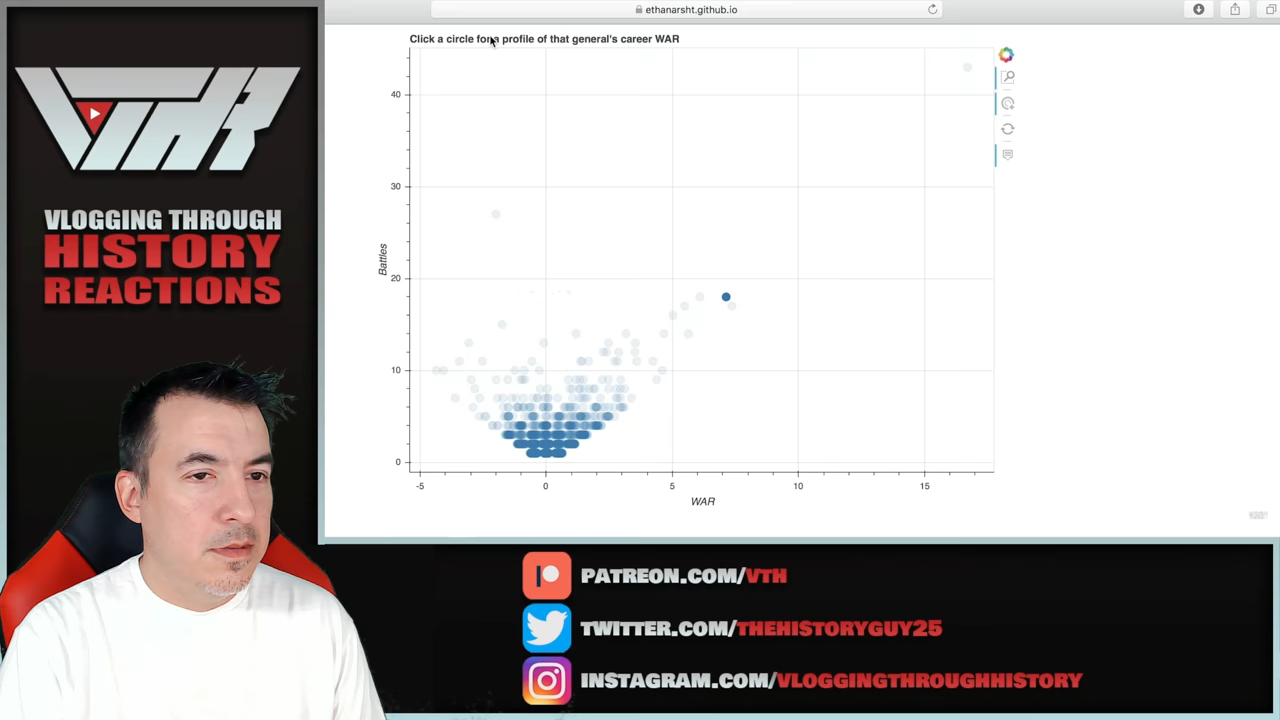 ethanarsht.github.io
Click a circle for a profile of that general's career WAR
VTHR
VLOGGING THROUGH
HISTORY
REACTIONS
40
30
20
10
0
Battles
-5
0
5
10
15
WAR
PATREON.COM/VTH
TWITTER.COM/THEHISTORYGUY25
INSTAGRAM.COM/VLOGGINGTHROUGHHISTORY